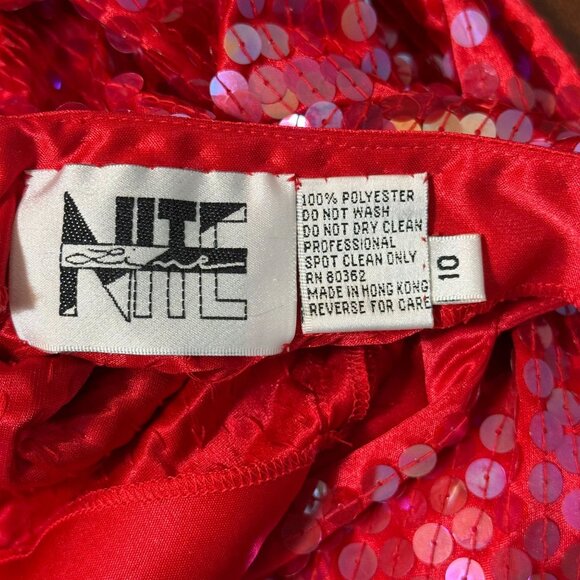 NITE
Line
100% POLYESTER
DO NOT WASH
DO NOT DRY CLEAN
PROFESSIONAL
SPOT CLEAN ONLY
RN 80362
MADE IN HONG KONG
REVERSE FOR CARE
10